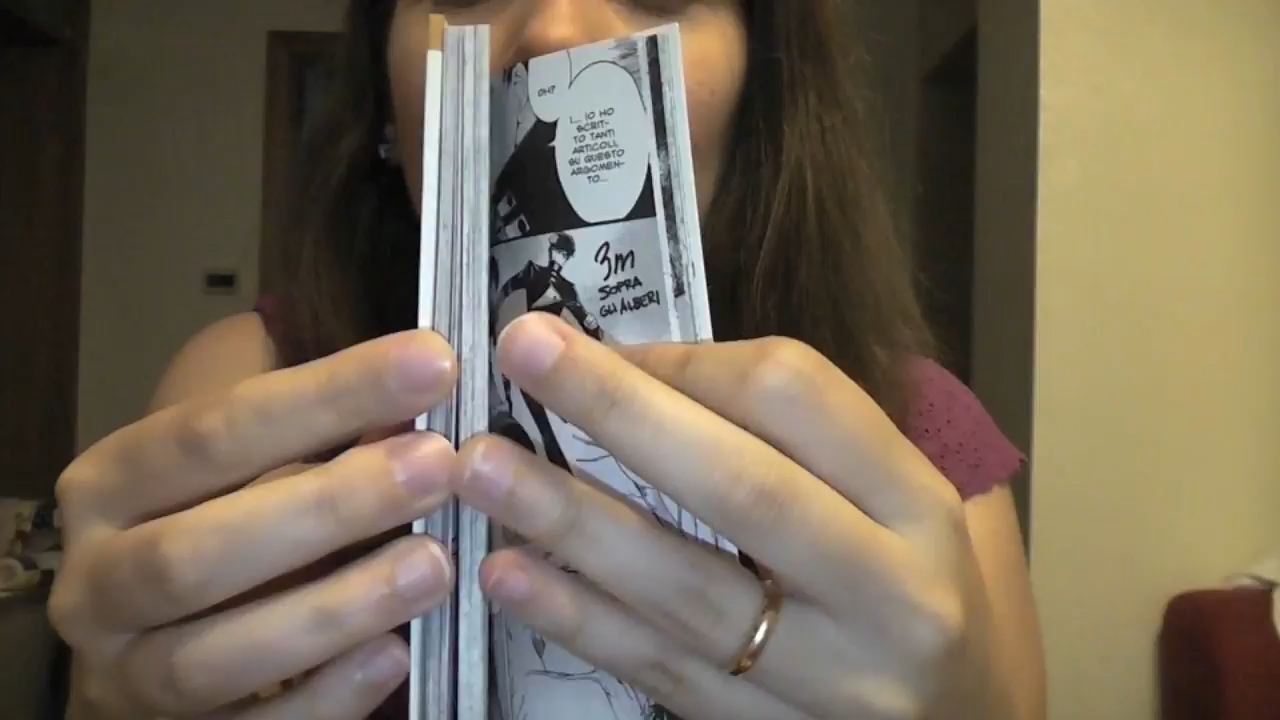 OH?
I... IO HO
SCRIT-
TO TANTI
ARTICOLI,
SU QUESTO
ARGOMEN-
TO...
3M
SOPRA
GLI ALBERI